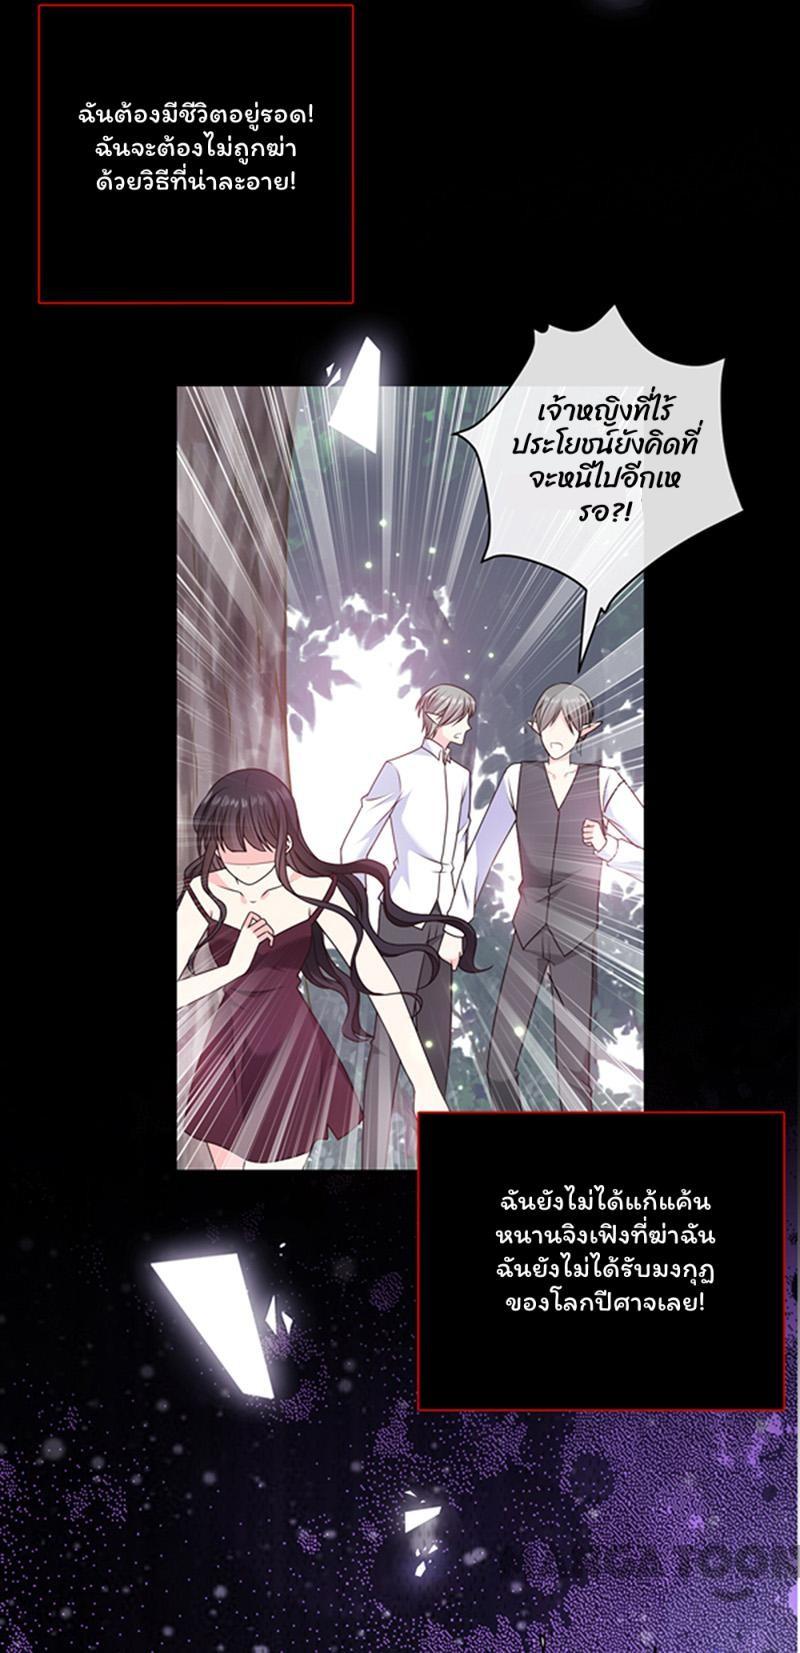 ฉันต้องมีชีวิตอยู่รอด!
ฉันจะต้องไม่ถูกฆ่า
ด้วยวิธีที่น่าละอาย!
เจ้าหญิงที่ไร้
ประโยชน์ยังคิดที่
จะหนีไปอีกเห
รอ?!
ฉันยังไม่ได้แก้แค้น
หนานจิงเฟิงที่ฆ่าฉัน
ฉันยังไม่ได้รับมงกุฎ
ของโลกปีศาจเลย!
MANGATOON